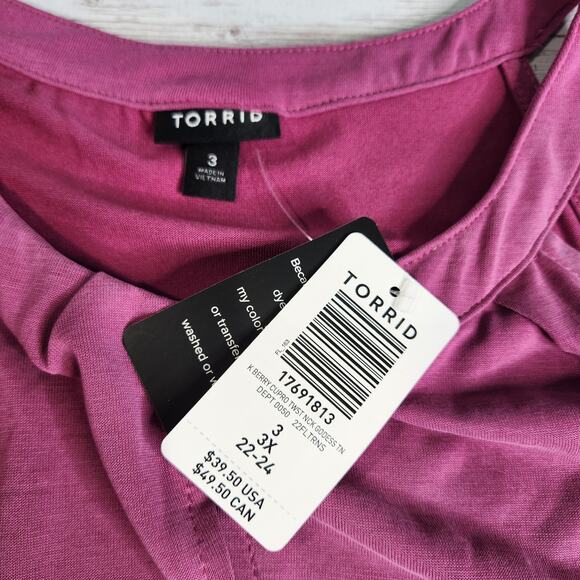 TORRID
3
MADE IN
VIETNAM
Beca
dye
my color
or transfe
washed or
TORRID
17691813
K BERRY CUPRO TWST NCK GODESS TN
DEPT 0050 22FLTRNS
3
3X
22-24
$39.50 USA
$49.50 CAN